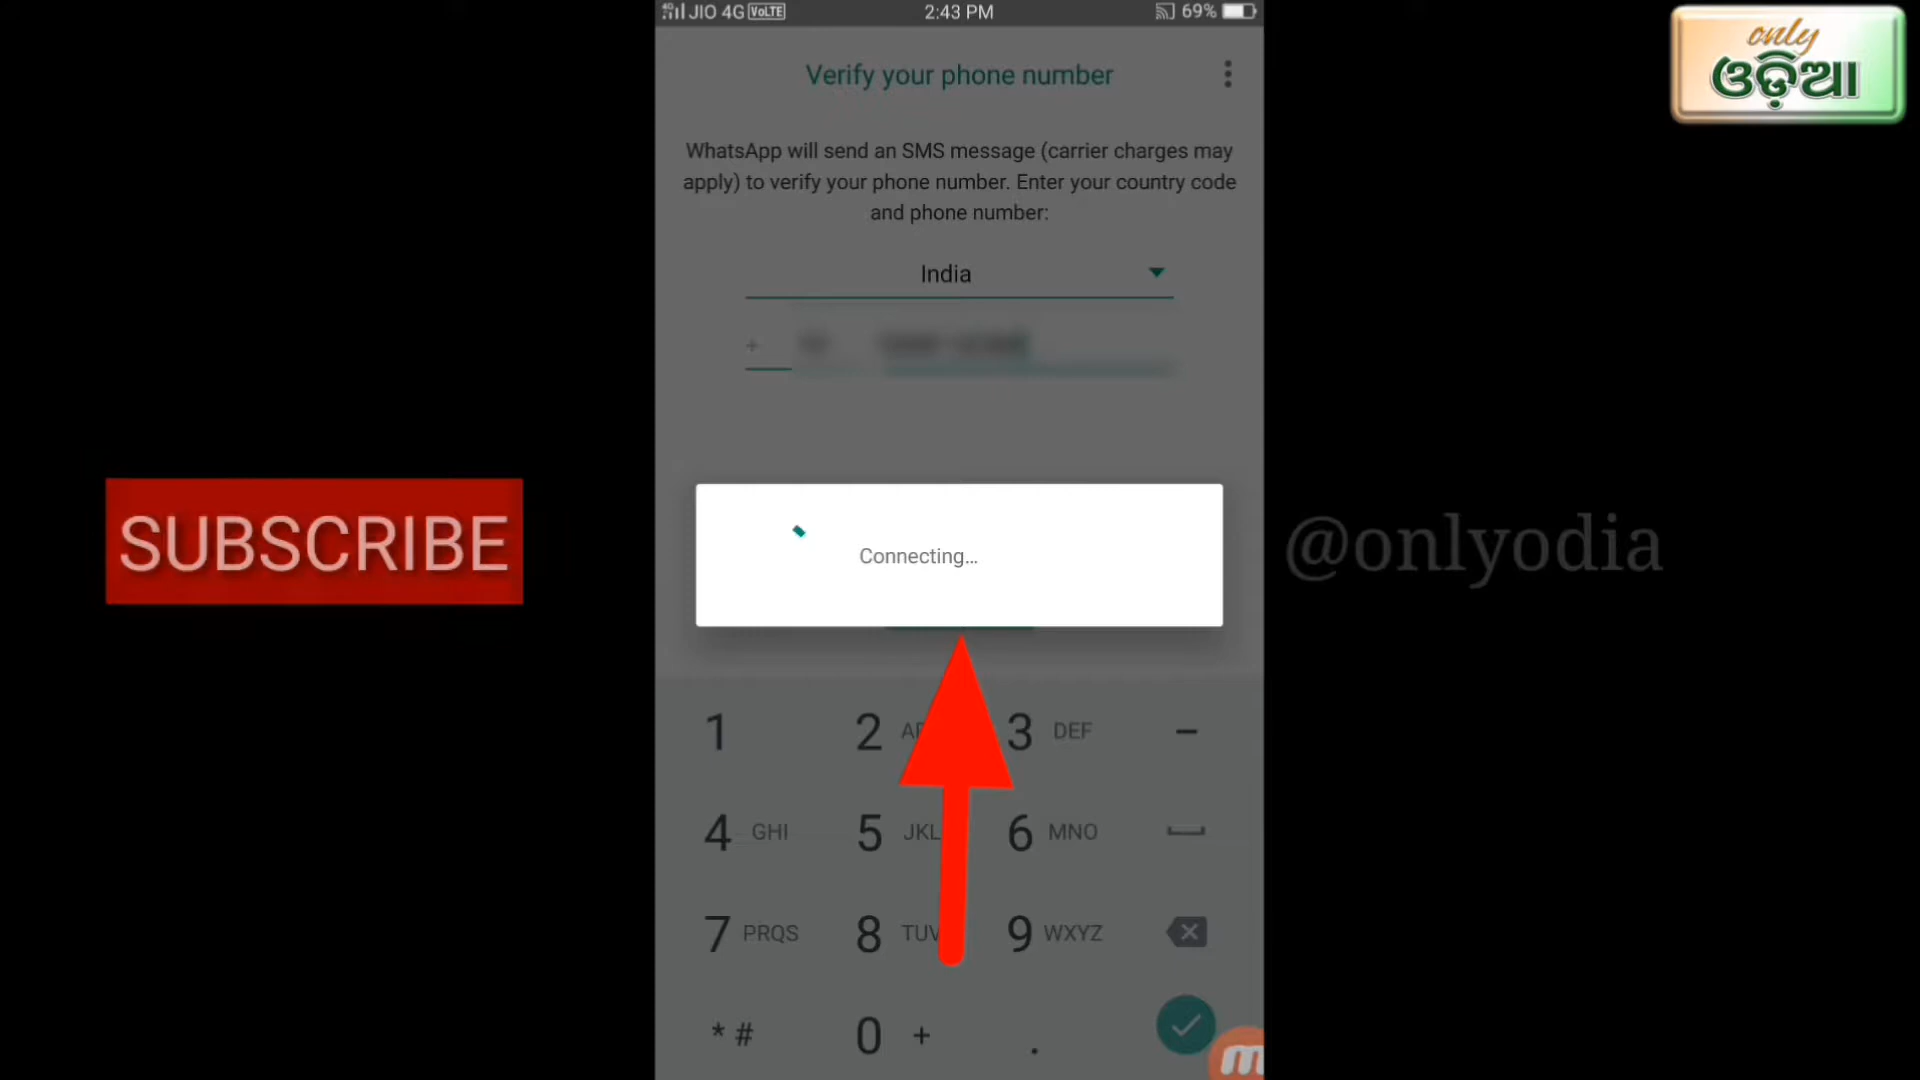 JIO 4G VoLTE 2:43 PM 69%
only
ଓଡ଼ିଆ
Verify your phone number
WhatsApp will send an SMS message (carrier charges may
apply) to verify your phone number. Enter your country code
and phone number:
India
+
SUBSCRIBE
Connecting...
@onlyodia
1 2 3 DEF –
4 GHI 5 JKL 6 MNO
7 PRQS 8 TUV 9 WXYZ
* # 0 + .